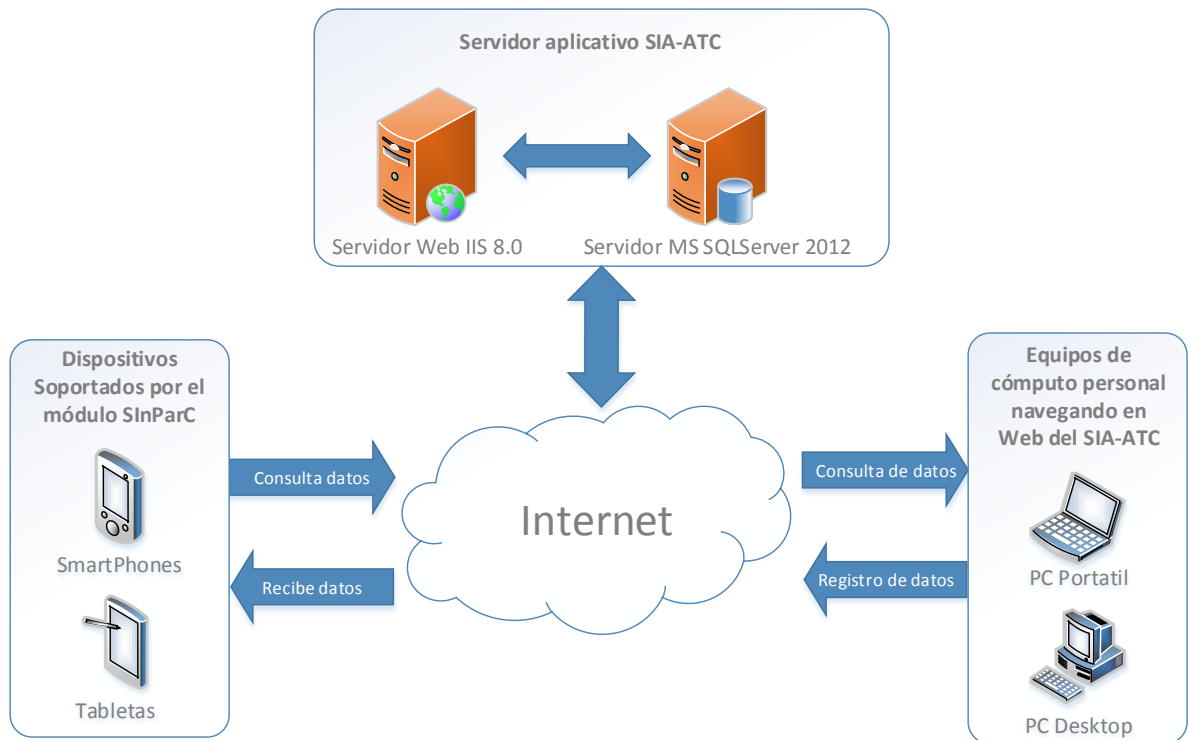 Servidor aplicativo SIA-ATC
Servidor Web IIS 8.0
Servidor MS SQLServer 2012
Dispositivos
Soportados por el
módulo SInParC
SmartPhones
Tabletas
Consulta datos
Recibe datos
Internet
Consulta de datos
Registro de datos
Equipos de
cómputo personal
navegando en
Web del SIA-ATC
PC Portatil
PC Desktop